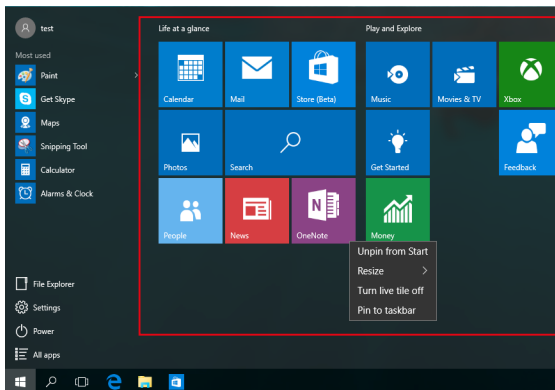 test
Most used
Paint
Get Skype
Maps
Snipping Tool
Calculator
Alarms & Clock
File Explorer
Settings
Power
All apps
Life at a glance
Play and Explore
Calendar
Mail
Store (Beta)
Music
Movies & TV
Xbox
Photos
Search
Get Started
Feedback
People
News
OneNote
Money
Unpin from Start
Resize
Turn live tile off
Pin to taskbar